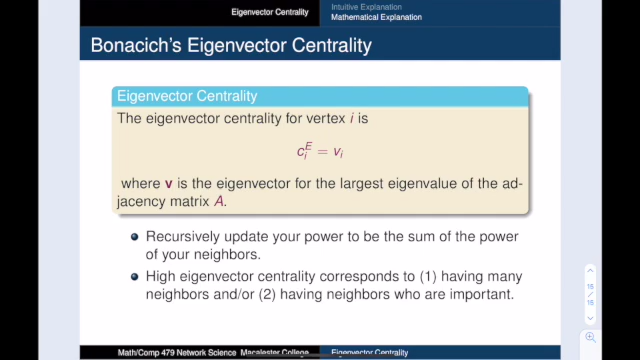 Eigenvector Centrality
Intuitive Explanation
Mathematical Explanation
Bonacich's Eigenvector Centrality
Eigenvector Centrality
The eigenvector centrality for vertex i is
c_i^E = v_i
where v is the eigenvector for the largest eigenvalue of the ad-
jacency matrix A.
Recursively update your power to be the sum of the power
of your neighbors.
High eigenvector centrality corresponds to (1) having many
neighbors and/or (2) having neighbors who are important.
Math/Comp 479 Network Science Macalester College
Eigenvector Centrality
15
/
15